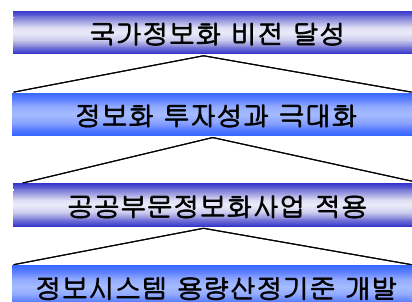 국가정보화 비전 달성
정보화 투자성과 극대화
공공부문정보화사업 적용
정보시스템 용량산정기준 개발